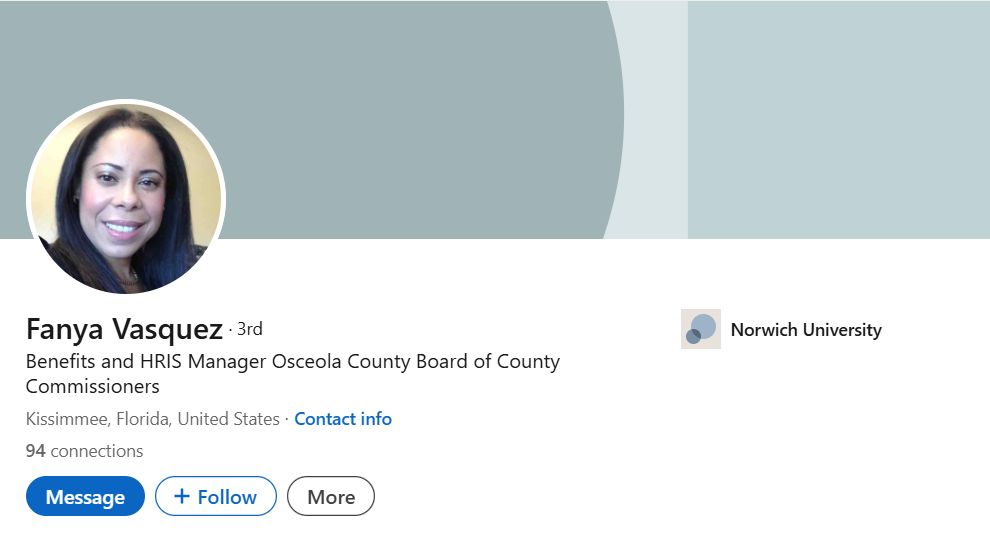 Fanya Vasquez · 3rd
Norwich University
Benefits and HRIS Manager Osceola County Board of County
Commissioners
Kissimmee, Florida, United States · Contact info
94 connections
Message
+ Follow
More